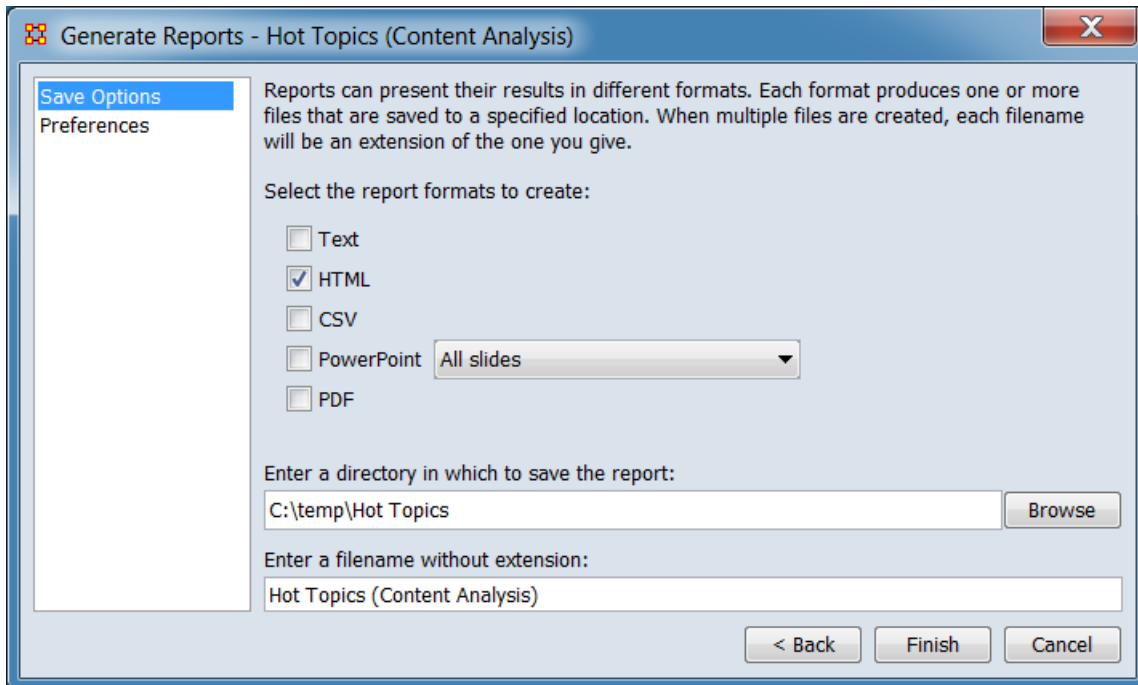 Generate Reports - Hot Topics (Content Analysis)
Save Options
Preferences
Reports can present their results in different formats. Each format produces one or more
files that are saved to a specified location. When multiple files are created, each filename
will be an extension of the one you give.
Select the report formats to create:
Text
HTML
CSV
PowerPoint All slides
PDF
Enter a directory in which to save the report:
C:\temp\Hot Topics Browse
Enter a filename without extension:
Hot Topics (Content Analysis)
< Back Finish Cancel